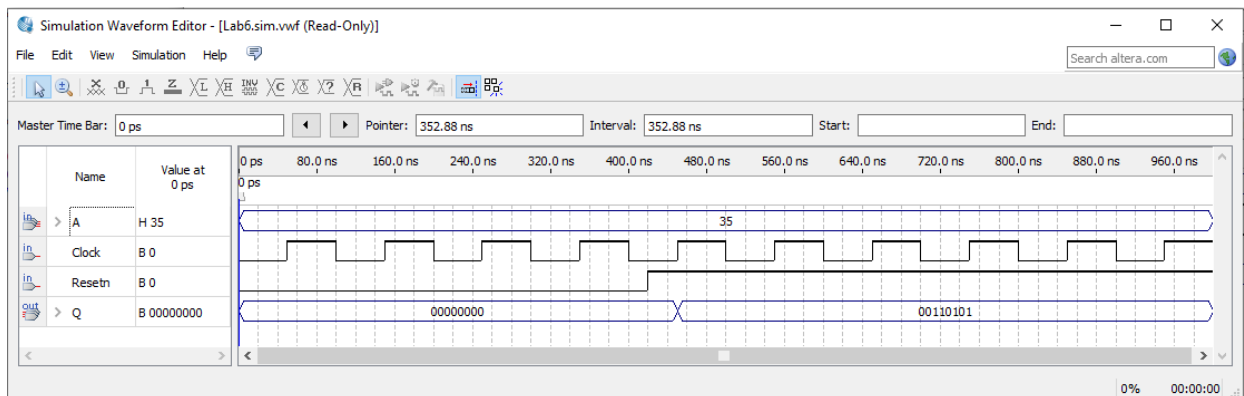 Simulation Waveform Editor - [Lab6.sim.vwf (Read-Only)]
File Edit View Simulation Help
Search altera.com
Master Time Bar: 0 ps Pointer: 352.88 ns Interval: 352.88 ns Start: End:
Name Value at 0 ps
0 ps 80.0 ns 160.0 ns 240.0 ns 320.0 ns 400.0 ns 480.0 ns 560.0 ns 640.0 ns 720.0 ns 800.0 ns 880.0 ns 960.0 ns
0 ps
in > A H 35 35
in Clock B 0
in Resetn B 0
out > Q B 00000000 00000000 00110101
0% 00:00:00